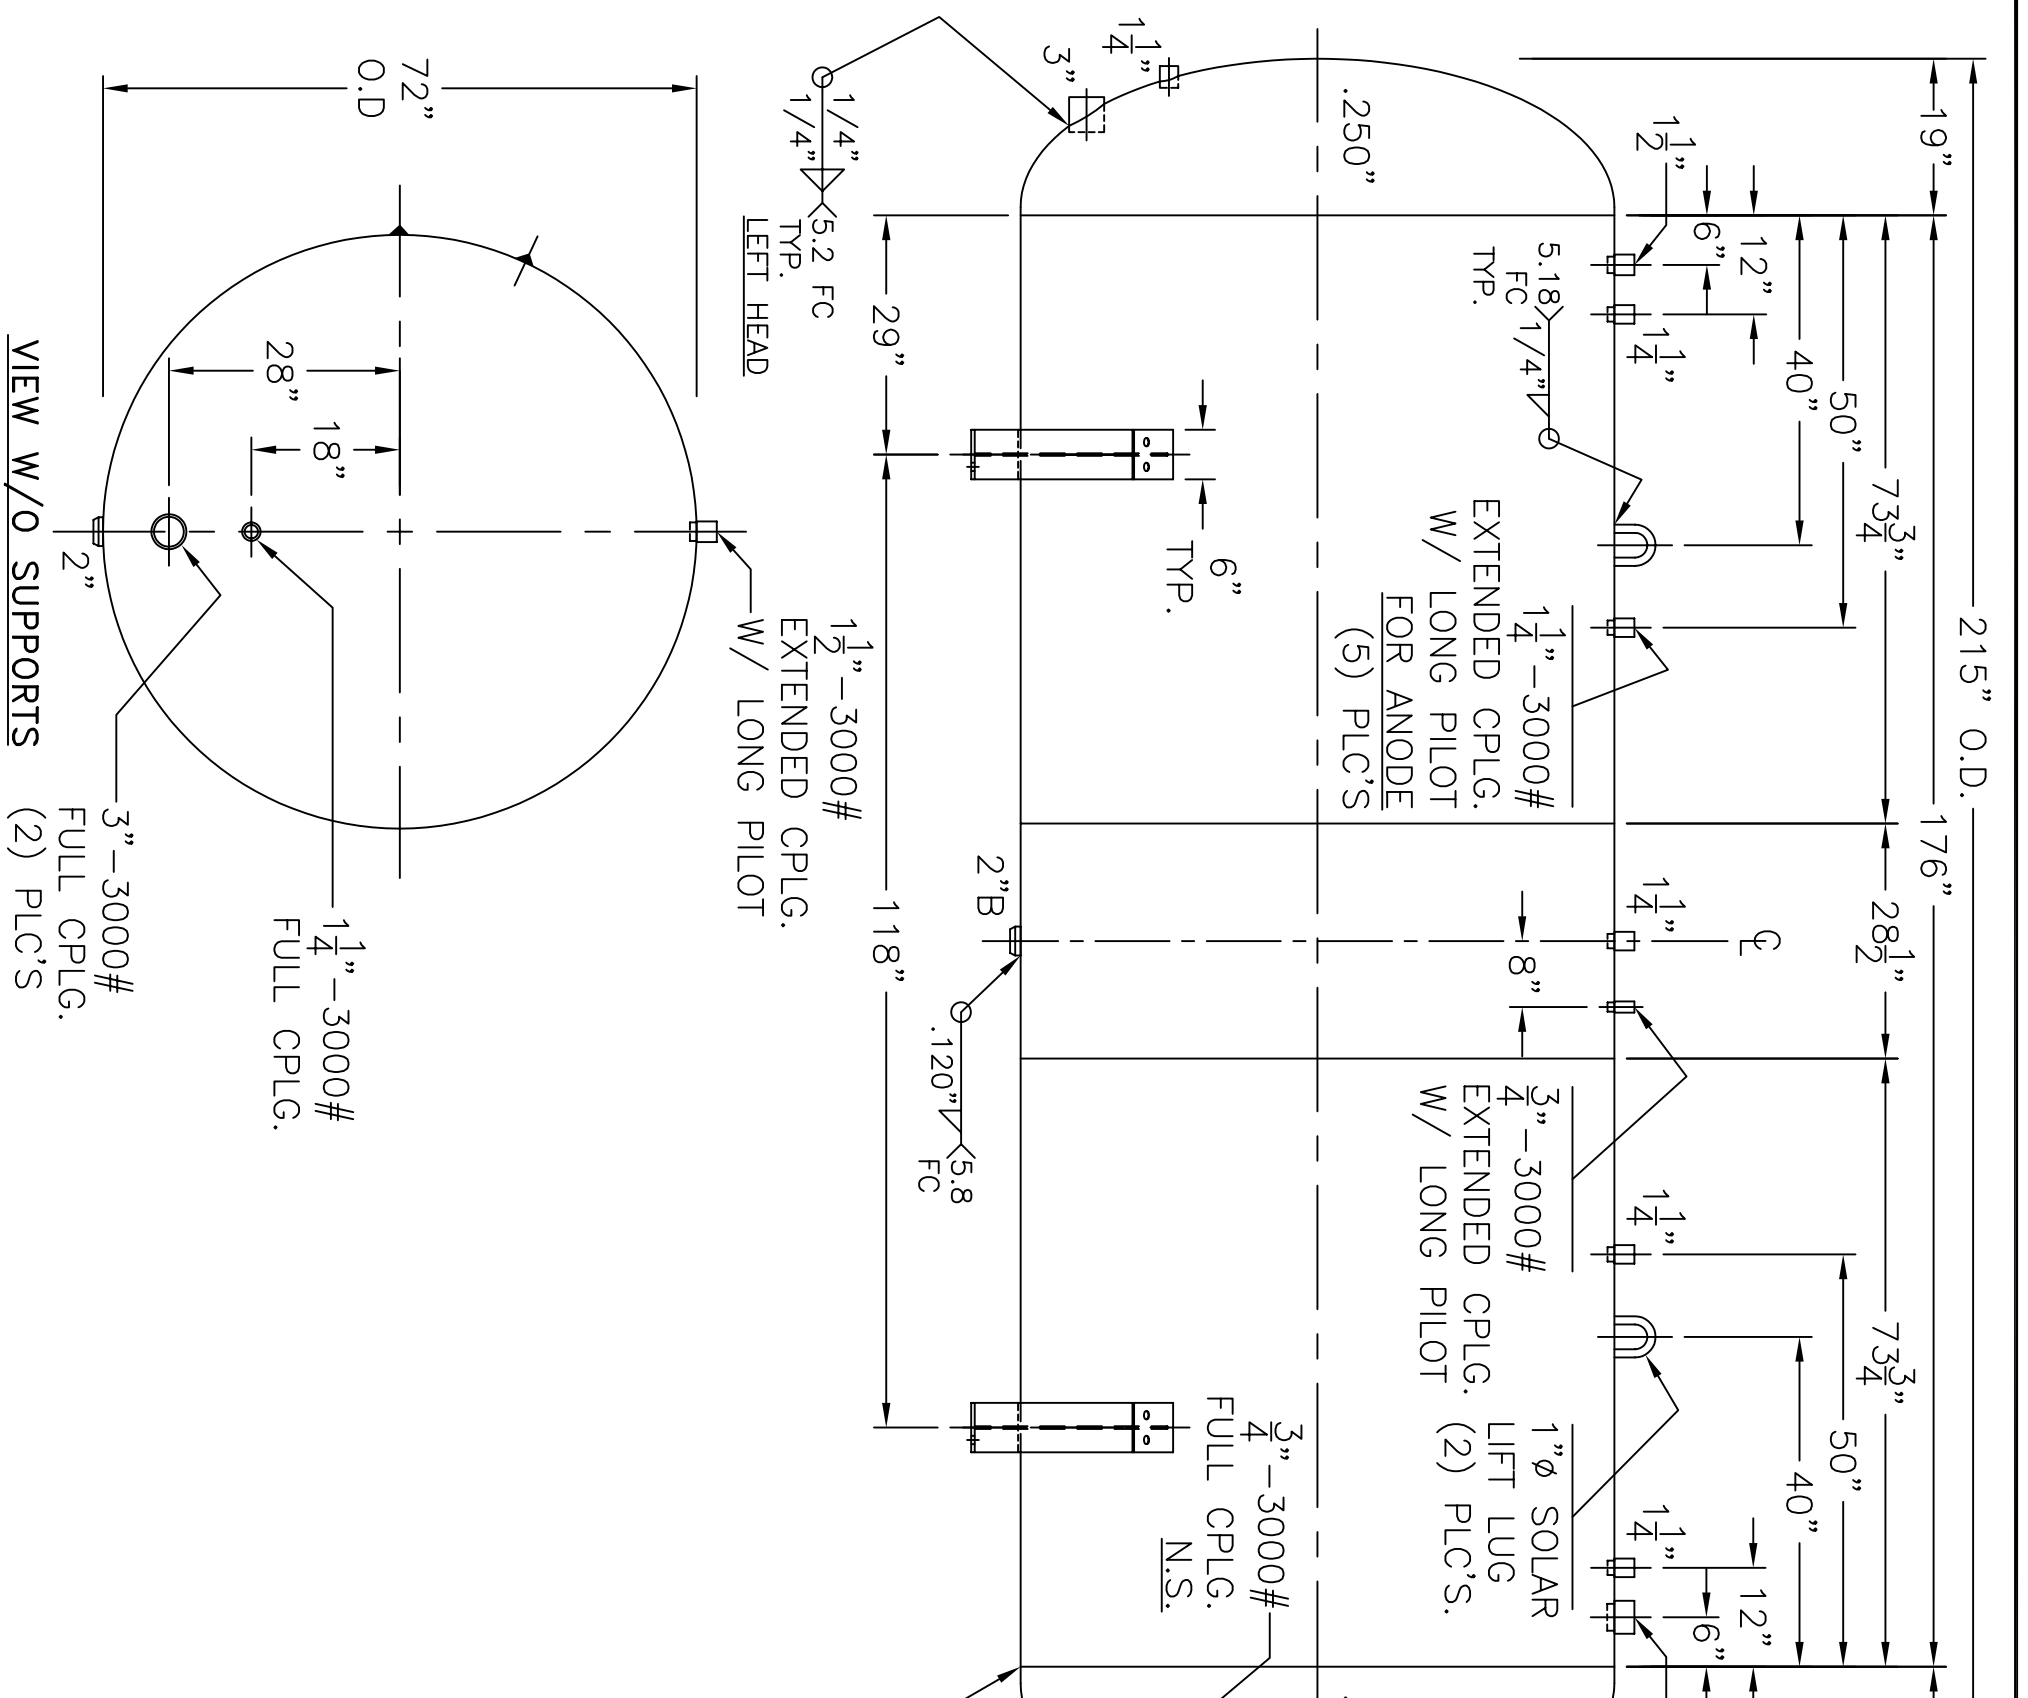 215" O.D.
19"
176"
73 3/4"
28 1/2"
73 3/4"
50"
50"
40"
40"
12"
12"
6"
6"
1 1/2"
1 1/4"
1 1/4"
1 1/4"
1 1/4"
℄
5.18
FC
TYP.
1/4"
8"
1 1/4"-3000#
EXTENDED CPLG.
W/ LONG PILOT
FOR ANODE
(5) PLC'S
3/4"-3000#
EXTENDED CPLG.
W/ LONG PILOT
1"ø SOLAR
LIFT LUG
(2) PLC'S.
.250"
3/4"-3000#
FULL CPLG.
N.S.
6"
TYP.
1 1/4"
3"
2"B
.120"
5.8
FC
29"
118"
1/4"
1/4"
5.2 FC
TYP.
LEFT HEAD
1 1/2"-3000#
EXTENDED CPLG.
W/ LONG PILOT
72"
O.D
28"
18"
2"
1 1/4"-3000#
FULL CPLG.
3"-3000#
FULL CPLG.
(2) PLC'S
VIEW W/O SUPPORTS